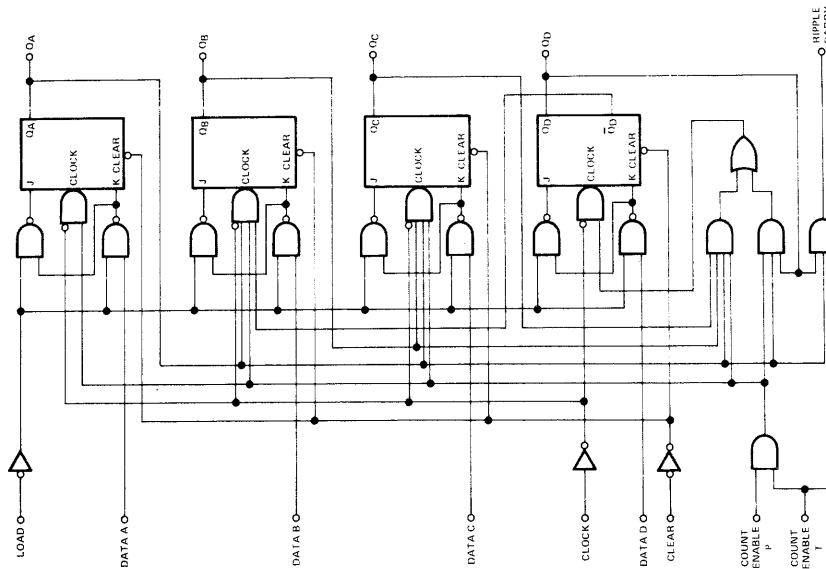 LOAD
DATA A
DATA B
DATA C
CLOCK
DATA D
CLEAR
COUNT
ENABLE
P
COUNT
ENABLE
T
J
CLOCK
K CLEAR
QA
QA
J
CLOCK
K CLEAR
QB
QB
J
CLOCK
K CLEAR
QC
QC
J
CLOCK
K CLEAR
QD
Q̅D
QD
RIPPLE